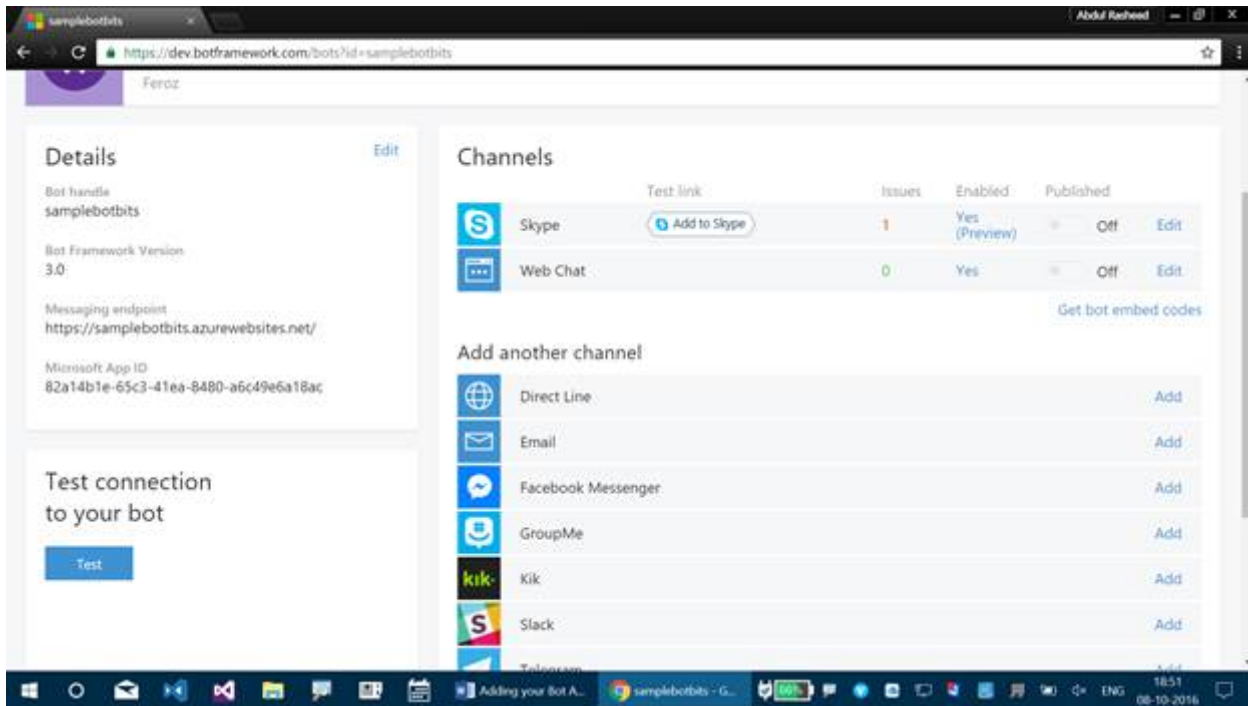 samplebotbits
Abdul Rasheed
https://dev.botframework.com/bots?id=samplebotbits
Feroz
Details
Edit
Bot handle
samplebotbits
Bot Framework Version
3.0
Messaging endpoint
https://samplebotbits.azurewebsites.net/
Microsoft App ID
82a14b1e-65c3-41ea-8480-a6c49e6a18ac
Test connection
to your bot
Test
Channels
Test link Issues Enabled Published
Skype Add to Skype 1 Yes (Preview) Off Edit
Web Chat 0 Yes Off Edit
Get bot embed codes
Add another channel
Direct Line Add
Email Add
Facebook Messenger Add
GroupMe Add
kik· Kik Add
Slack Add
Telegram Add
Adding your Bot A... samplebotbits - G... 66% ENG 18:51
08-10-2016